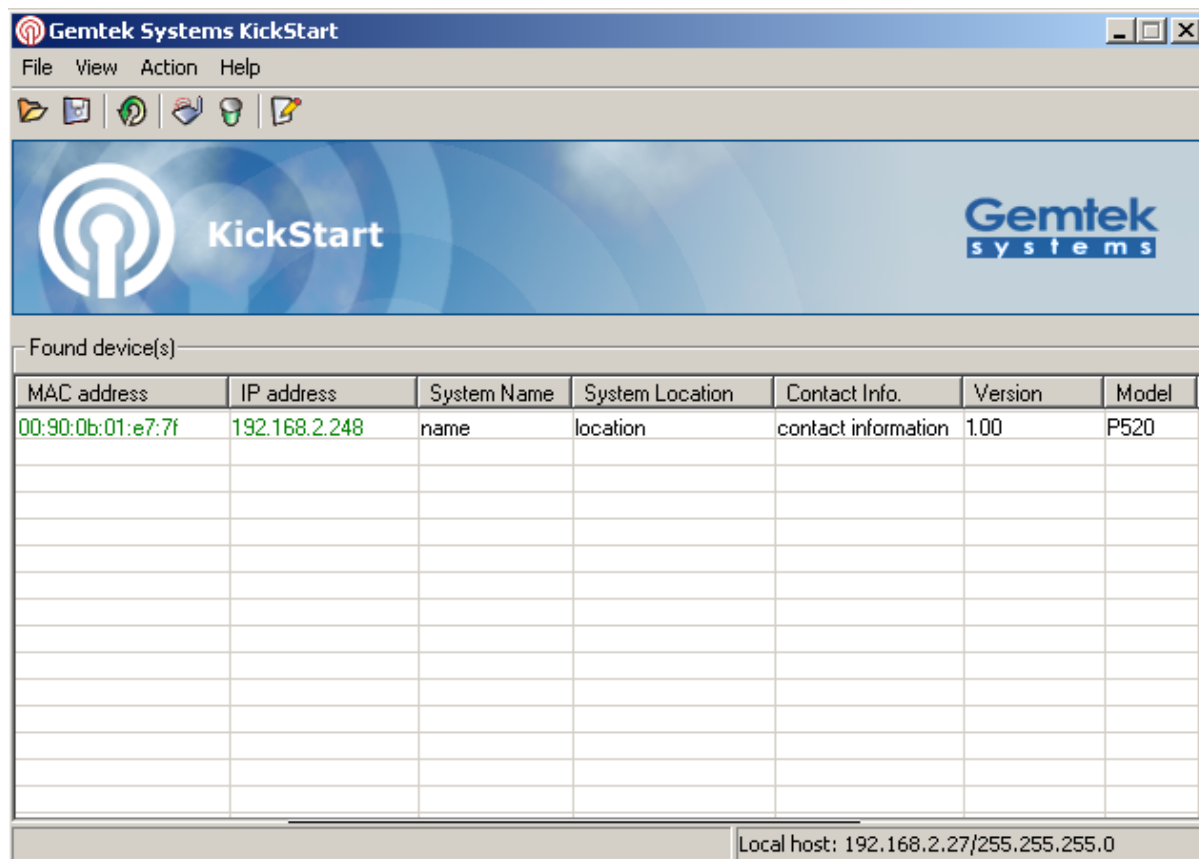 Gemtek Systems KickStart
File View Action Help
KickStart
Gemtek
systems
Found device(s)
MAC address IP address System Name System Location Contact Info. Version Model
00:90:0b:01:e7:7f 192.168.2.248 name location contact information 1.00 P520
Local host: 192.168.2.27/255.255.255.0